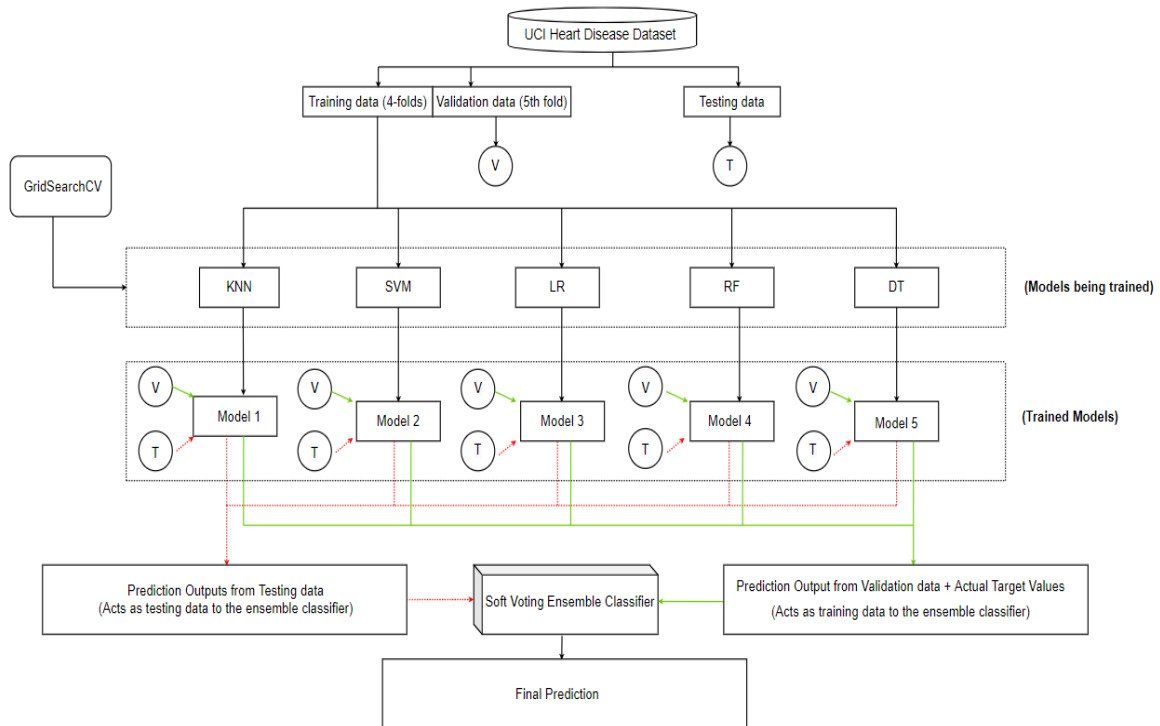 UCI Heart Disease Dataset
Training data (4-folds)
Validation data (5th fold)
Testing data
V
T
GridSearchCV
KNN
SVM
LR
RF
DT
(Models being trained)
V
V
V
V
V
Model 1
Model 2
Model 3
Model 4
Model 5
(Trained Models)
T
T
T
T
T
Prediction Outputs from Testing data
(Acts as testing data to the ensemble classifier)
Soft Voting Ensemble Classifier
Prediction Output from Validation data + Actual Target Values
(Acts as training data to the ensemble classifier)
Final Prediction